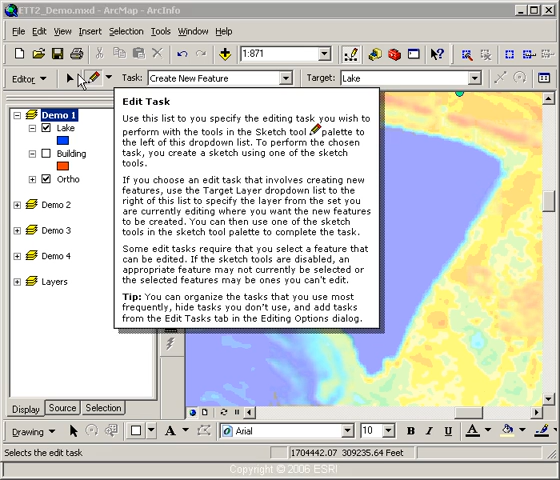 ETT2_Demo.mxd - ArcMap - ArcInfo
File Edit View Insert Selection Tools Window Help
1:871
Editor Task: Create New Feature Target: Lake
Demo 1
Lake
Building
Ortho
Demo 2
Demo 3
Demo 4
Layers
Edit Task
Use this list to you specify the editing task you wish to
perform with the tools in the Sketch tool palette to
the left of this dropdown list. To perform the chosen
task, you create a sketch using one of the sketch
tools.
If you choose an edit task that involves creating new
features, use the Target Layer dropdown list to the
right of this list to specify the layer from the set you
are currently editing where you want the new features
to be created. You can then use one of the sketch
tools in the sketch tool palette to complete the task.
Some edit tasks require that you select a feature that
can be edited. If the sketch tools are disabled, an
appropriate feature may not currently be selected or
the selected features may be ones you can't edit.
Tip: You can organize the tasks that you use most
frequently, hide tasks you don't use, and add tasks
from the Edit Tasks tab in the Editing Options dialog.
Display Source Selection
Drawing A Arial 10 B I U A
Selects the edit task 1704442.07 309235.64 Feet
Copyright © 2006 ESRI